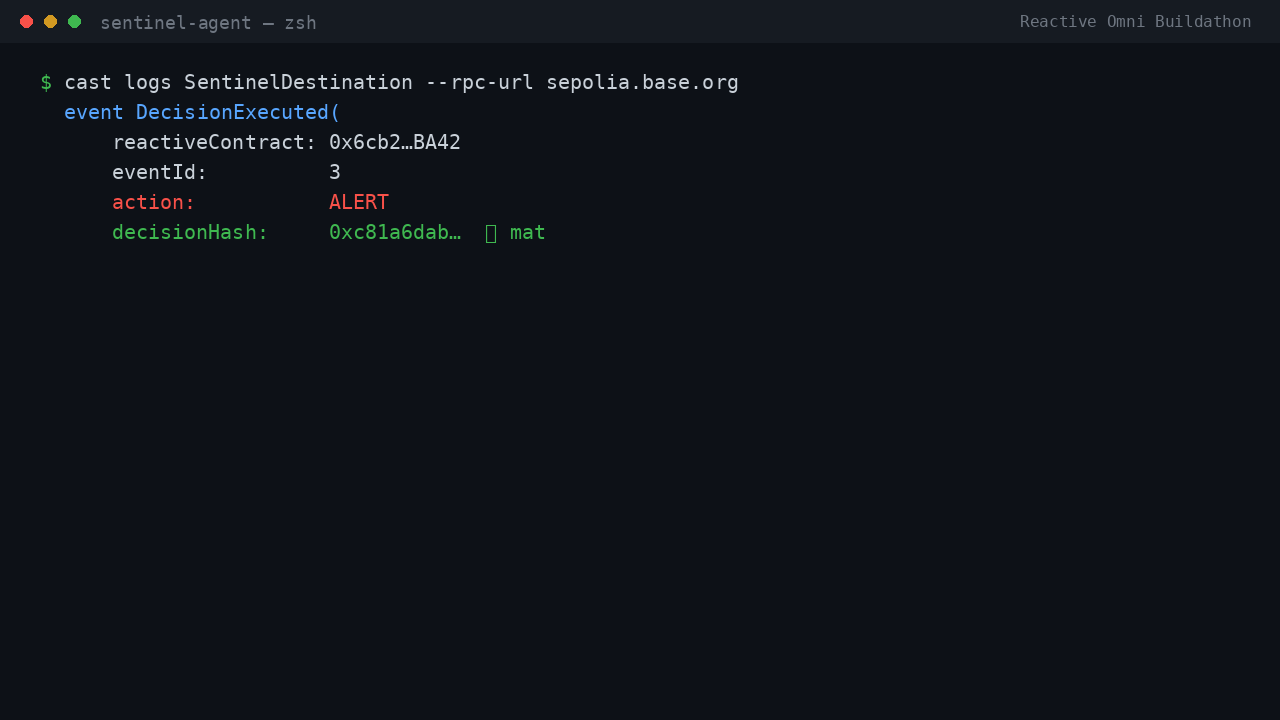 sentinel-agent — zsh
Reactive Omni Buildathon
$ cast logs SentinelDestination --rpc-url sepolia.base.org
event DecisionExecuted(
reactiveContract: 0x6cb2…BA42
eventId: 3
action: ALERT
decisionHash: 0xc81a6dab… ▯ mat